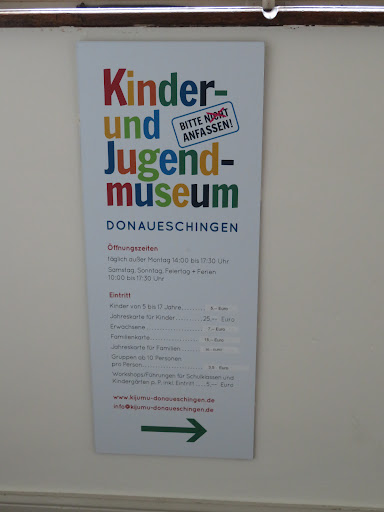 Kinder-
und
BITTE NICHT
ANFASSEN!
Jugend-
museum
DONAUESCHINGEN
Öffnungszeiten
täglich außer Montag 14:00 bis 17:30 Uhr
Samstag, Sonntag, Feiertag + Ferien
10:00 bis 17:30 Uhr
Eintritt
Kinder von 5 bis 17 Jahre
Jahreskarte für Kinder 25,-- Euro
Erwachsene 7,-- Euro
Familienkarte
Jahreskarte für Familien
Gruppen ab 10 Personen
pro Person
Workshops/Führungen für Schulklassen und
Kindergärten p. P. inkl. Eintritt 5,-- Euro
www.kijumu-donaueschingen.de
info@kijumu-donaueschingen.de